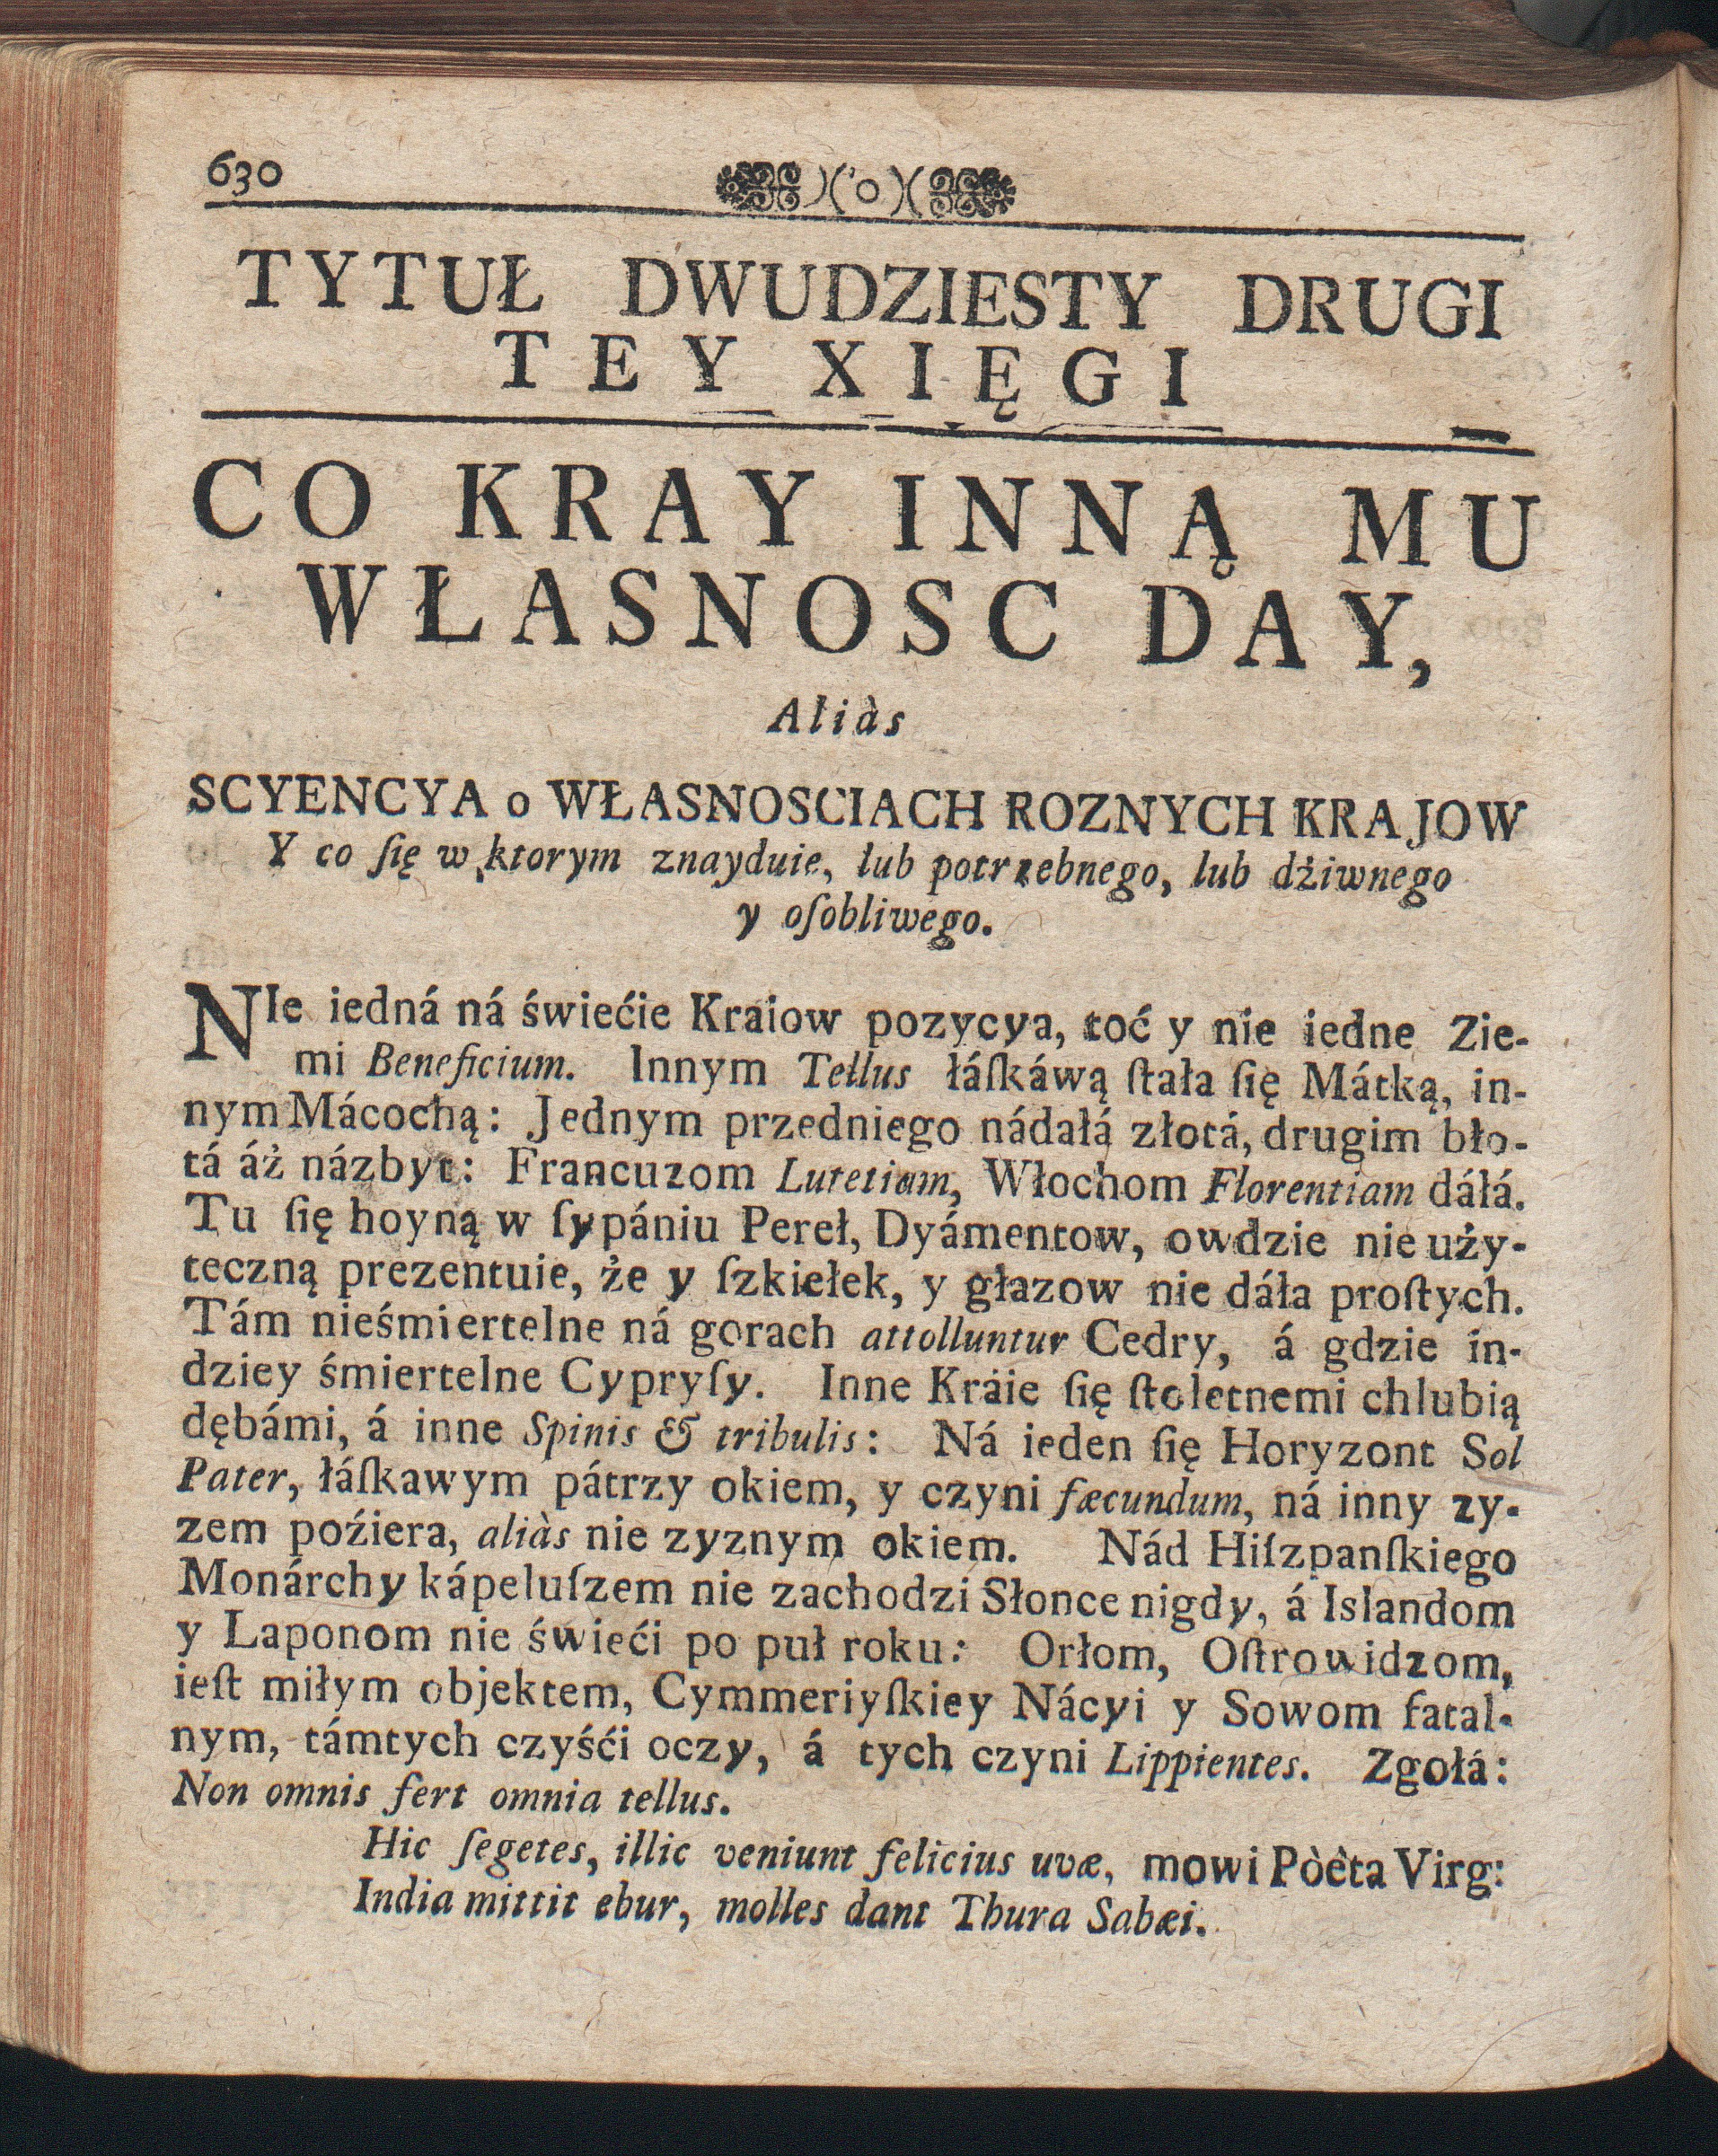 630 )('o)(
TYTUŁ DWUDZIESTY DRUGI
TEY XIĘGI
CO KRAY INNĄ MU
WŁASNOSC DAY,
Aliàs
SCYENCYA o WŁASNOSCIACH ROZNYCH KRAJOW
Y co ſię w ktorym znayduie, lub potrzebnego, lub dżiwnego
y oſobliwego.
NIe iedná ná świećie Kraiow pozycya, toć y nie iedne Zie-
mi Beneficium. Innym Tellus łáſkáwą ſtała ſię Mátką, in-
nym Mácochą: Jednym przedniego nádałá złotá, drugim bło-
tá áż názbyt: Francuzom Lutetiam, Włochom Florentiam dáłá.
Tu ſię hoyną w ſypániu Pereł, Dyámentow, owdzie nie uży-
teczną prezentuie, że y ſzkiełek, y głazow nie dáła proſtych.
Tám nieśmiertelne ná gorach attolluntur Cedry, á gdzie in-
dziey śmiertelne Cypryſy. Inne Kráie ſię ſtoletnemi chlubią
dębámi, á inne Spinis & tribulis: Ná ieden ſię Horyzont Sol
Pater, łáſkawym pátrzy okiem, y czyni fæcundum, ná inny zy-
zem poźiera, aliàs nie zyznym okiem. Nád Hiſzpanſkiego
Monárchy kápeluſzem nie zachodzi Słonce nigdy, á Islandom
y Laponom nie świeći po puł roku: Orłom, Oſtrowidzom,
ieſt miłym objektem, Cymmeriyſkiey Nácyi y Sowom fatal-
nym, támtych czyśći oczy, á tych czyni Lippientes. Zgołá:
Non omnis fert omnia tellus.
Hic ſegetes, illic veniunt felicius uvæ, mowi Pòèta Virg:
India mittit ebur, molles dant Thura Sabæi.